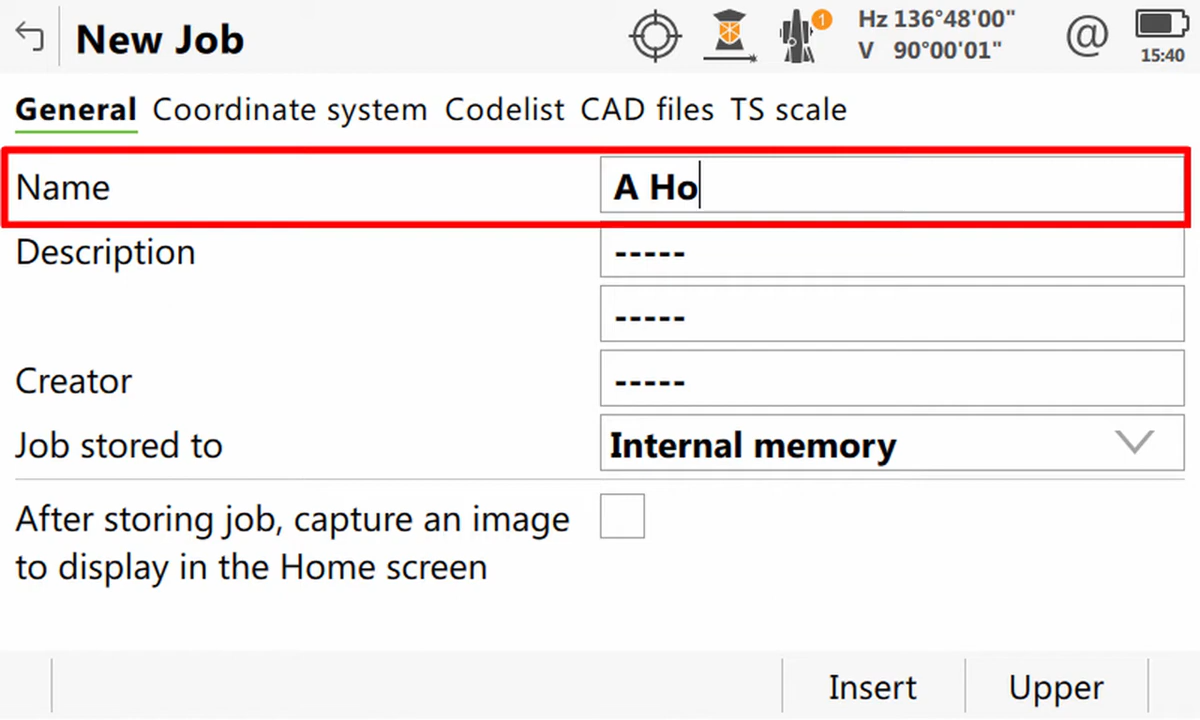 New Job
1
Hz 136°48'00"
V 90°00'01"
@
15:40
General Coordinate system Codelist CAD files TS scale
Name A Ho
Description -----
-----
Creator -----
Job stored to Internal memory
After storing job, capture an image
to display in the Home screen
Insert Upper